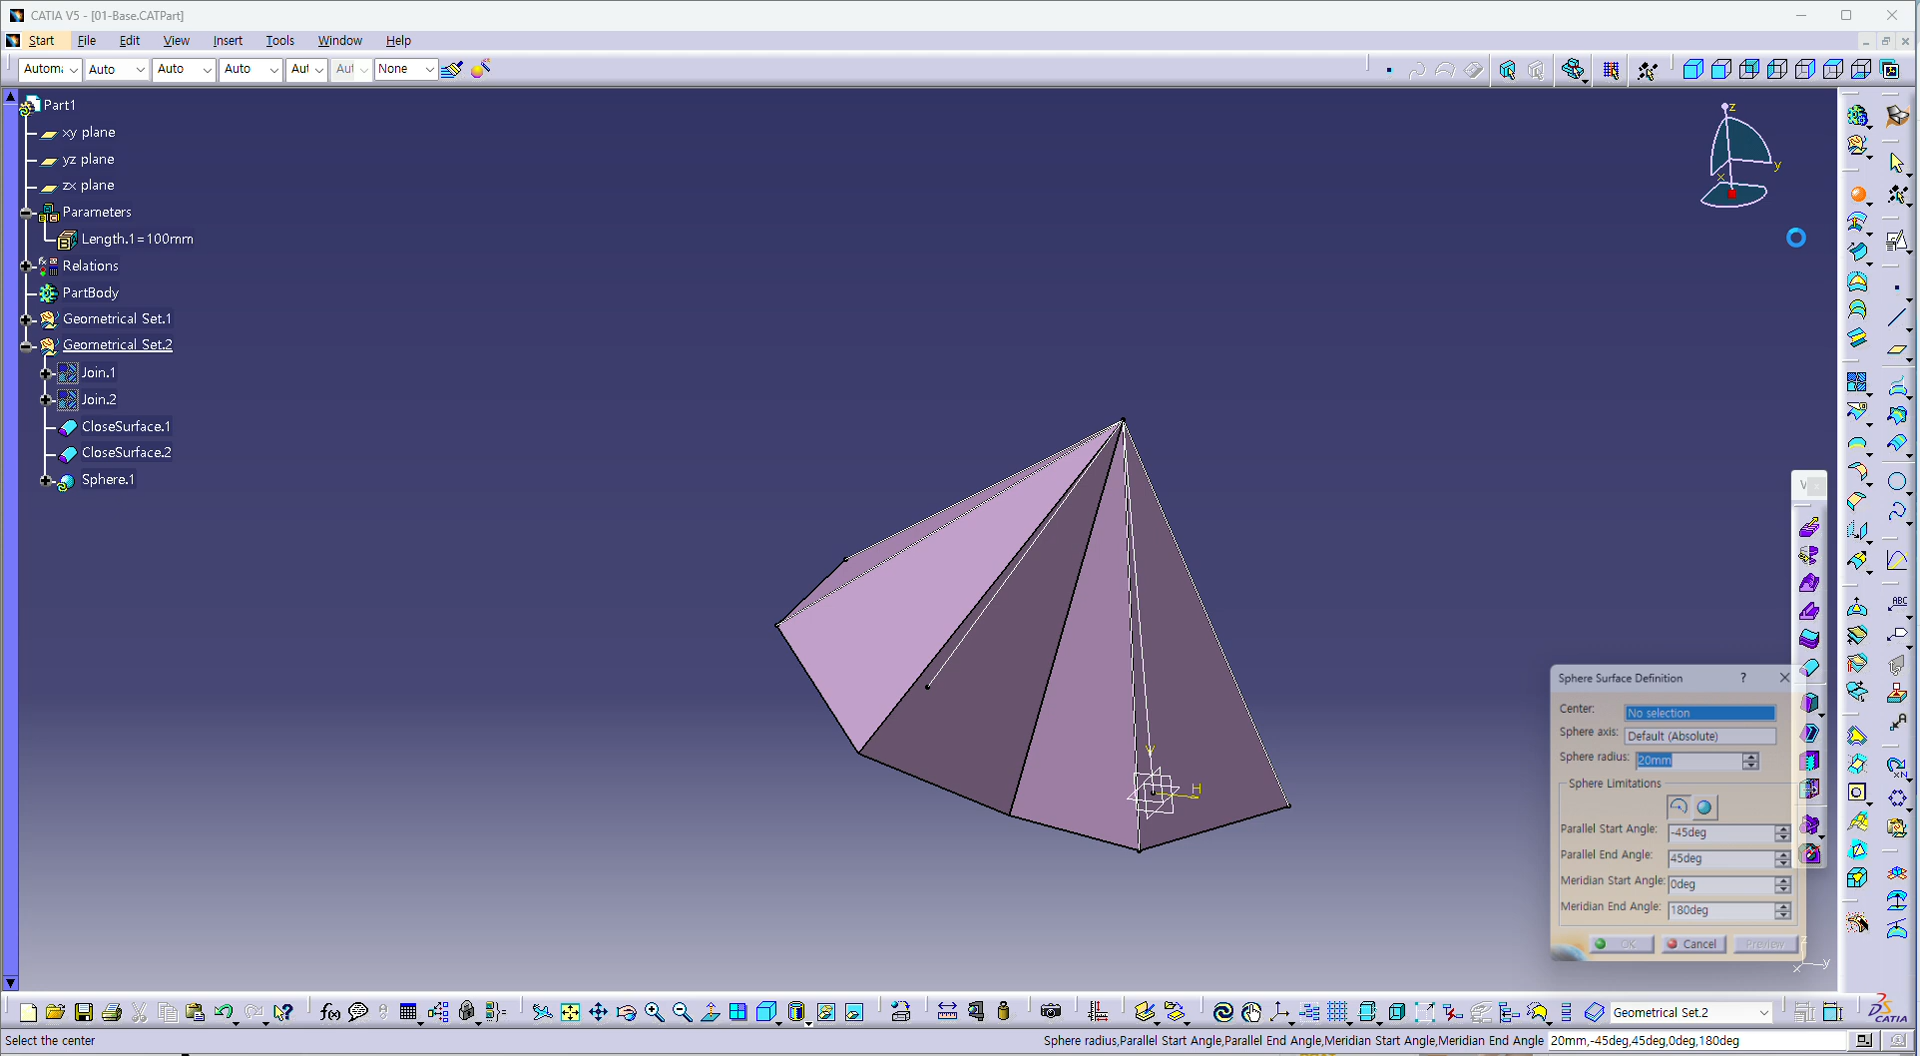 CATIA V5 - [01-Base.CATPart]
Start File Edit View Insert Tools Window Help
Automa Auto Auto Auto Aut Aut None
Part1
xy plane
yz plane
zx plane
Parameters
Length.1=100mm
Relations
PartBody
Geometrical Set.1
Geometrical Set.2
Join.1
Join.2
CloseSurface.1
CloseSurface.2
Sphere.1
z
y
x
V
H
V
ABC
Sphere Surface Definition ?
Center: No selection
Sphere axis: Default (Absolute)
Sphere radius: 20mm
Sphere Limitations
Parallel Start Angle: -45deg
Parallel End Angle: 45deg
Meridian Start Angle: 0deg
Meridian End Angle: 180deg
OK Cancel Preview
z
x y
Geometrical Set.2
CATIA
Select the center
Sphere radius,Parallel Start Angle,Parallel End Angle,Meridian Start Angle,Meridian End Angle 20mm,-45deg,45deg,0deg,180deg